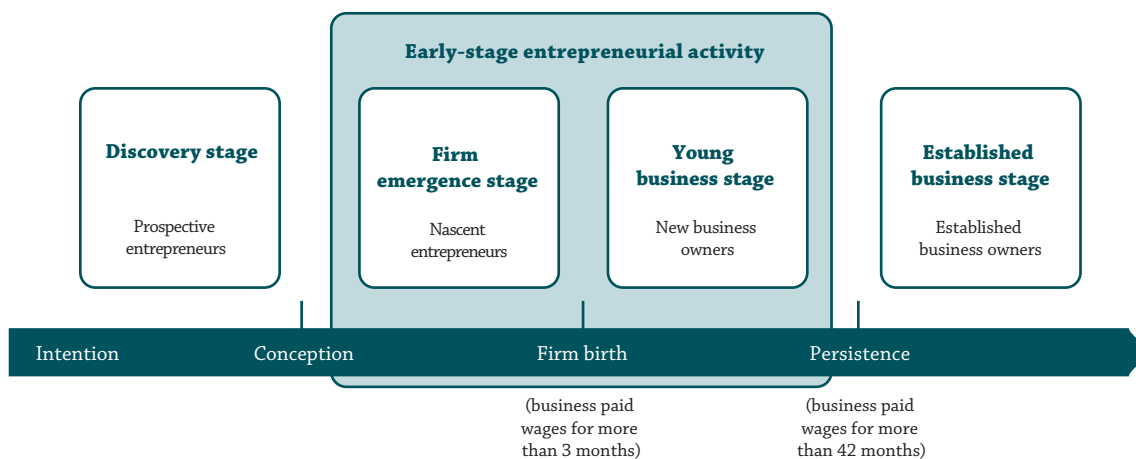 Early-stage entrepreneurial activity
Discovery stage
Prospective
entrepreneurs
Firm
emergence stage
Nascent
entrepreneurs
Young
business stage
New business
owners
Established
business stage
Established
business owners
Intention
Conception
Firm birth
Persistence
(business paid
wages for more
than 3 months)
(business paid
wages for more
than 42 months)